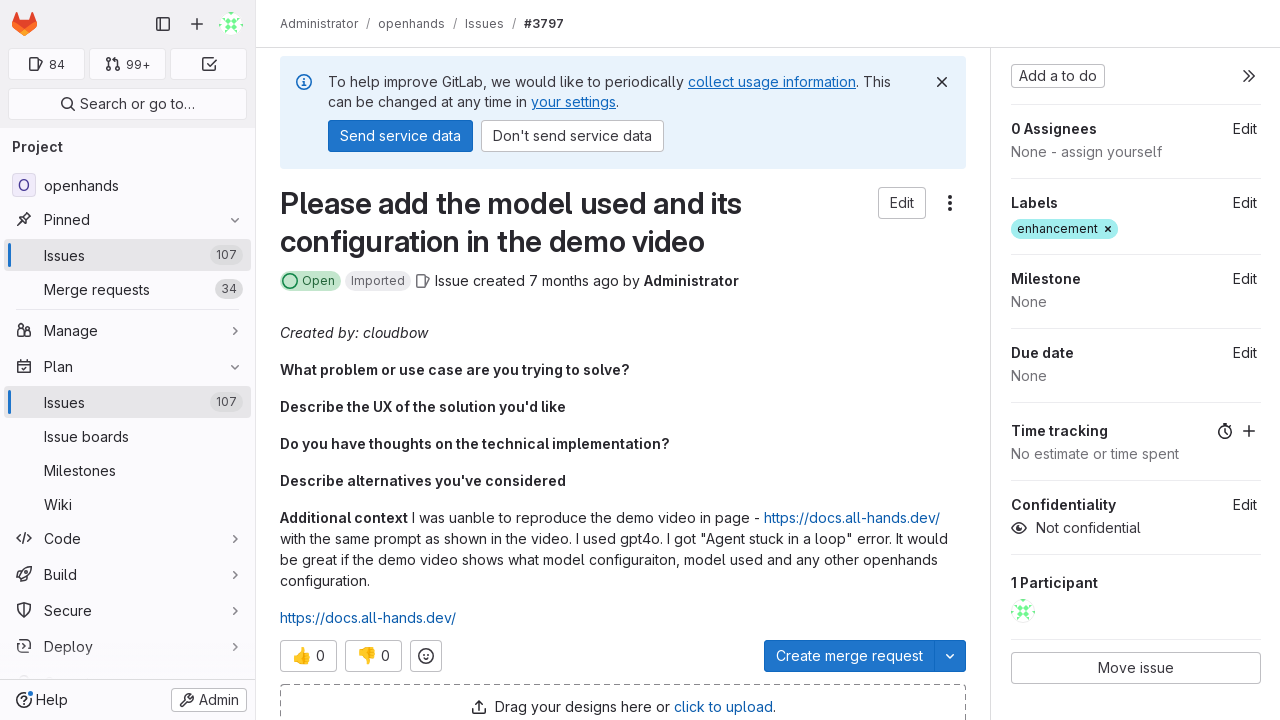 Administrator / openhands / Issues / #3797
84
99+
Search or go to…
Project
O openhands
Pinned
Issues 107
Merge requests 34
Manage
Plan
Issues 107
Issue boards
Milestones
Wiki
Code
Build
Secure
Deploy
Help
Admin
To help improve GitLab, we would like to periodically collect usage information. This
can be changed at any time in your settings.
Send service data
Don't send service data
Please add the model used and its
configuration in the demo video
Edit
Open
Imported
Issue created 7 months ago by Administrator
Created by: cloudbow
What problem or use case are you trying to solve?
Describe the UX of the solution you'd like
Do you have thoughts on the technical implementation?
Describe alternatives you've considered
Additional context I was uanble to reproduce the demo video in page - https://docs.all-hands.dev/
with the same prompt as shown in the video. I used gpt4o. I got "Agent stuck in a loop" error. It would
be great if the demo video shows what model configuraiton, model used and any other openhands
configuration.
https://docs.all-hands.dev/
👍 0
👎 0
Create merge request
Drag your designs here or click to upload.
Add a to do
0 Assignees Edit
None - assign yourself
Labels Edit
enhancement ×
Milestone Edit
None
Due date Edit
None
Time tracking
No estimate or time spent
Confidentiality Edit
Not confidential
1 Participant
Move issue